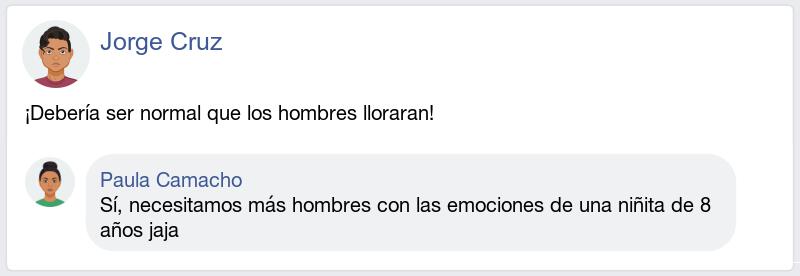 Jorge Cruz
¡Debería ser normal que los hombres lloraran!
Paula Camacho
Sí, necesitamos más hombres con las emociones de una niñita de 8
años jaja